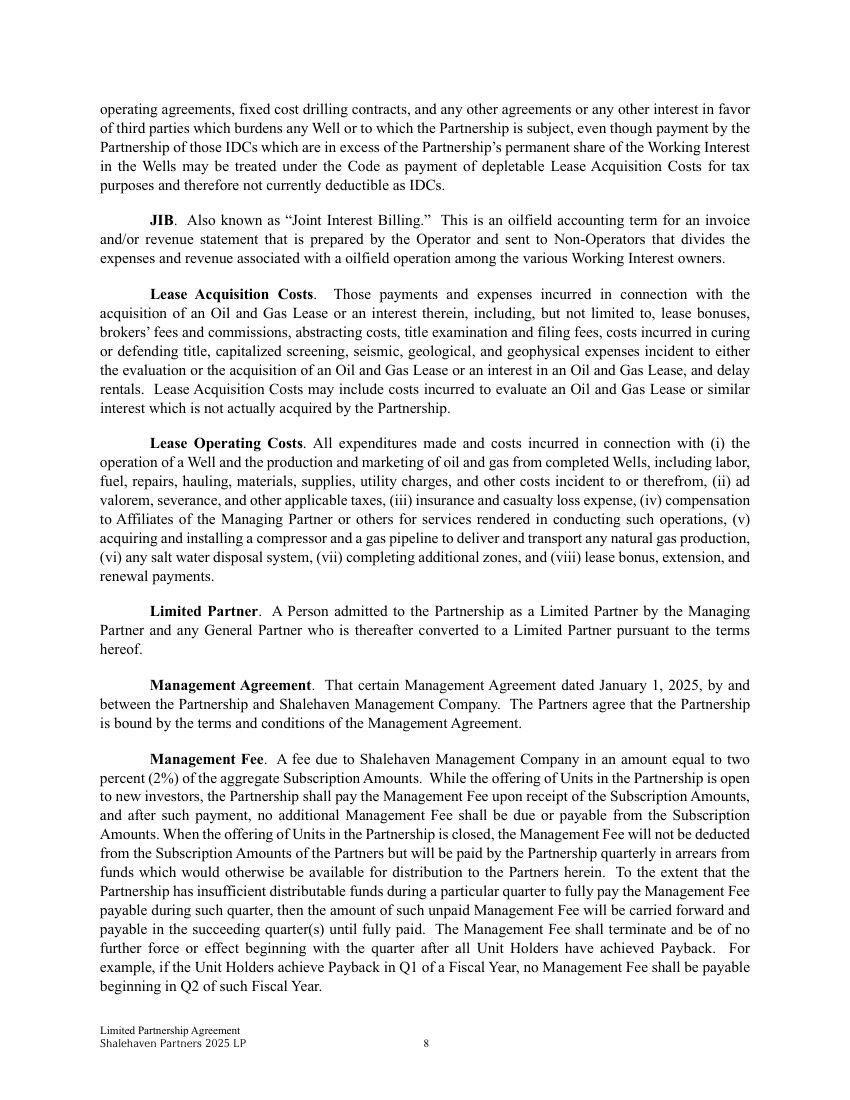 operating agreements, fixed cost drilling contracts, and any other agreements or any other interest in favor
of third parties which burdens any Well or to which the Partnership is subject, even though payment by the
Partnership of those IDCs which are in excess of the Partnership’s permanent share of the Working Interest
in the Wells may be treated under the Code as payment of depletable Lease Acquisition Costs for tax
purposes and therefore not currently deductible as IDCs.
JIB. Also known as “Joint Interest Billing.” This is an oilfield accounting term for an invoice
and/or revenue statement that is prepared by the Operator and sent to Non-Operators that divides the
expenses and revenue associated with a oilfield operation among the various Working Interest owners.
Lease Acquisition Costs. Those payments and expenses incurred in connection with the
acquisition of an Oil and Gas Lease or an interest therein, including, but not limited to, lease bonuses,
brokers’ fees and commissions, abstracting costs, title examination and filing fees, costs incurred in curing
or defending title, capitalized screening, seismic, geological, and geophysical expenses incident to either
the evaluation or the acquisition of an Oil and Gas Lease or an interest in an Oil and Gas Lease, and delay
rentals. Lease Acquisition Costs may include costs incurred to evaluate an Oil and Gas Lease or similar
interest which is not actually acquired by the Partnership.
Lease Operating Costs. All expenditures made and costs incurred in connection with (i) the
operation of a Well and the production and marketing of oil and gas from completed Wells, including labor,
fuel, repairs, hauling, materials, supplies, utility charges, and other costs incident to or therefrom, (ii) ad
valorem, severance, and other applicable taxes, (iii) insurance and casualty loss expense, (iv) compensation
to Affiliates of the Managing Partner or others for services rendered in conducting such operations, (v)
acquiring and installing a compressor and a gas pipeline to deliver and transport any natural gas production,
(vi) any salt water disposal system, (vii) completing additional zones, and (viii) lease bonus, extension, and
renewal payments.
Limited Partner. A Person admitted to the Partnership as a Limited Partner by the Managing
Partner and any General Partner who is thereafter converted to a Limited Partner pursuant to the terms
hereof.
Management Agreement. That certain Management Agreement dated January 1, 2025, by and
between the Partnership and Shalehaven Management Company. The Partners agree that the Partnership
is bound by the terms and conditions of the Management Agreement.
Management Fee. A fee due to Shalehaven Management Company in an amount equal to two
percent (2%) of the aggregate Subscription Amounts. While the offering of Units in the Partnership is open
to new investors, the Partnership shall pay the Management Fee upon receipt of the Subscription Amounts,
and after such payment, no additional Management Fee shall be due or payable from the Subscription
Amounts. When the offering of Units in the Partnership is closed, the Management Fee will not be deducted
from the Subscription Amounts of the Partners but will be paid by the Partnership quarterly in arrears from
funds which would otherwise be available for distribution to the Partners herein. To the extent that the
Partnership has insufficient distributable funds during a particular quarter to fully pay the Management Fee
payable during such quarter, then the amount of such unpaid Management Fee will be carried forward and
payable in the succeeding quarter(s) until fully paid. The Management Fee shall terminate and be of no
further force or effect beginning with the quarter after all Unit Holders have achieved Payback. For
example, if the Unit Holders achieve Payback in Q1 of a Fiscal Year, no Management Fee shall be payable
beginning in Q2 of such Fiscal Year.
Limited Partnership Agreement
Shalehaven Partners 2025 LP 8